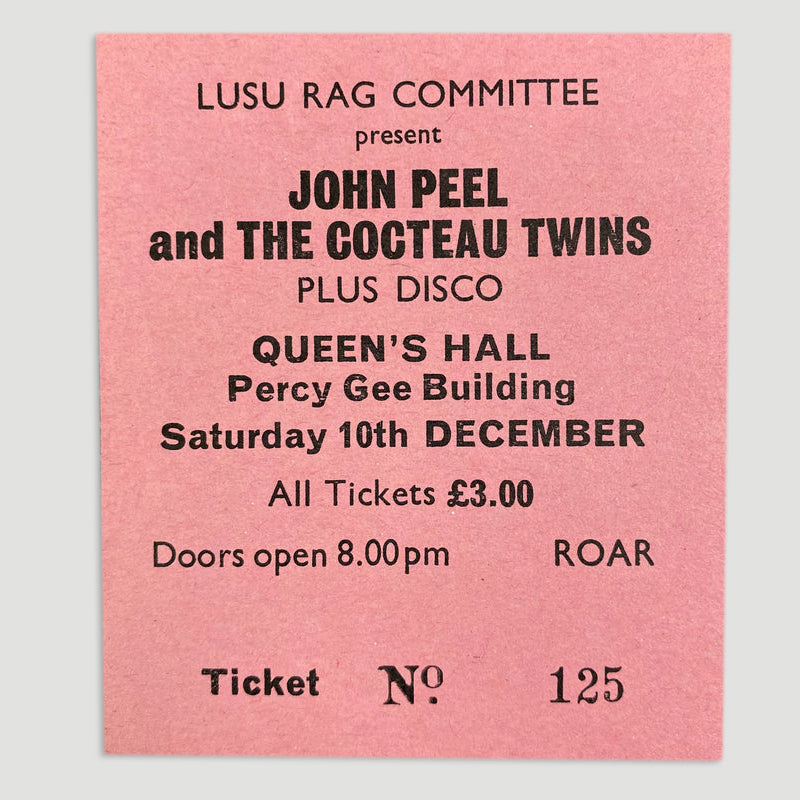 LUSU RAG COMMITTEE
present
JOHN PEEL
and THE COCTEAU TWINS
PLUS DISCO
QUEEN'S HALL
Percy Gee Building
Saturday 10th DECEMBER
All Tickets £3.00
Doors open 8.00pm ROAR
Ticket Nº 125